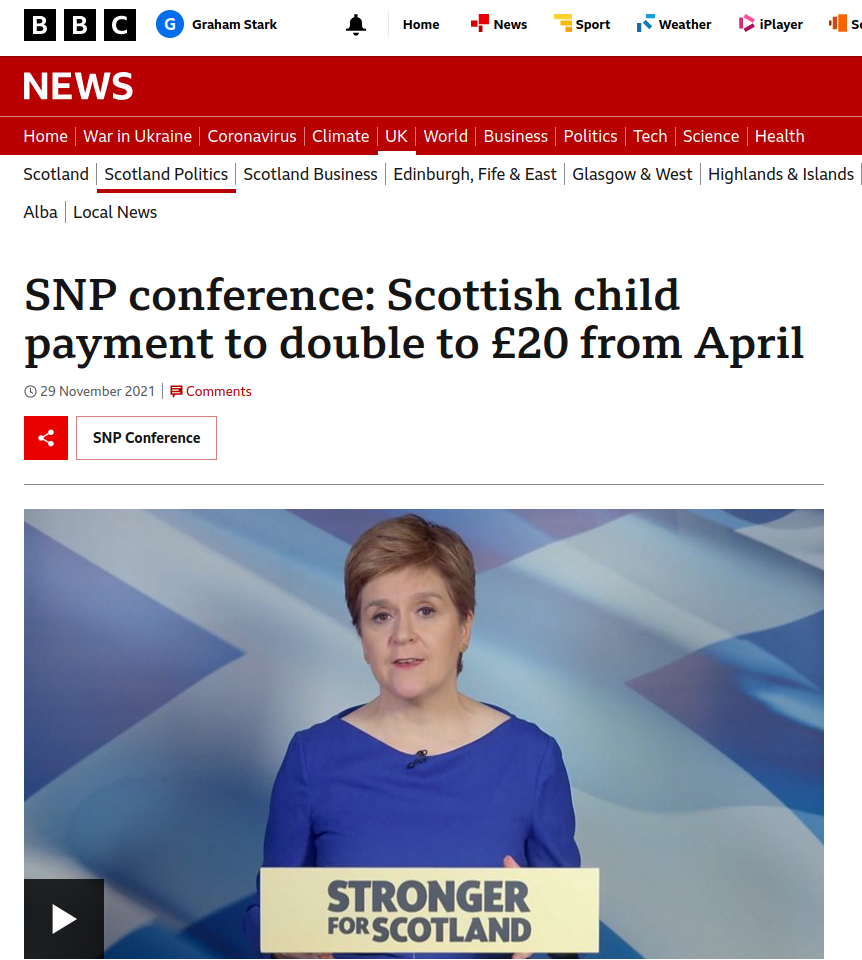 BBC
G
Graham Stark
Home
News
Sport
Weather
iPlayer
NEWS
Home
War in Ukraine
Coronavirus
Climate
UK
World
Business
Politics
Tech
Science
Health
Scotland
Scotland Politics
Scotland Business
Edinburgh, Fife & East
Glasgow & West
Highlands & Islands
Alba
Local News
SNP conference: Scottish child
payment to double to £20 from April
29 November 2021
Comments
SNP Conference
STRONGER
FOR SCOTLAND